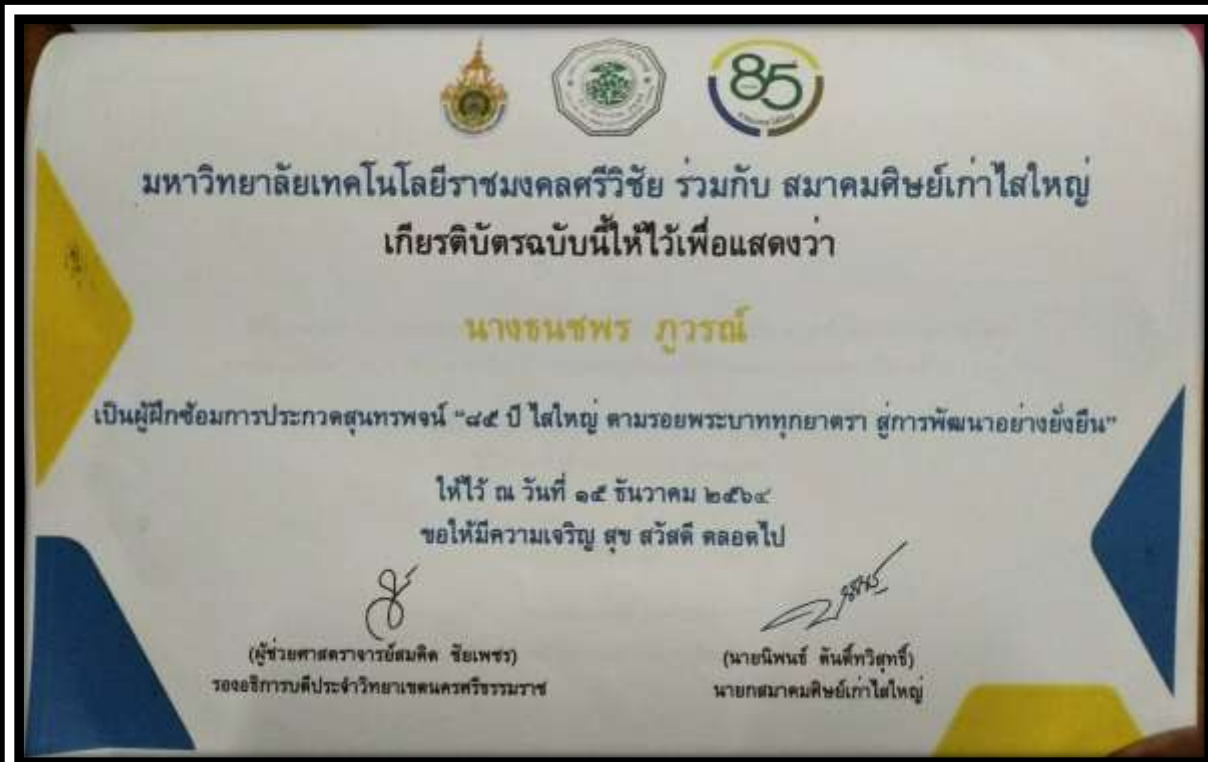 85
มหาวิทยาลัยเทคโนโลยีราชมงคลศรีวิชัย ร่วมกับ สมาคมศิษย์เก่าไสใหญ่
เกียรติบัตรฉบับนี้ให้ไว้เพื่อแสดงว่า
นางธนชพร ภูวรณ์
เป็นผู้ฝึกซ้อมการประกวดสุนทรพจน์ "๘๕ ปี ไสใหญ่ ตามรอยพระบาททุกยาตรา สู่การพัฒนาอย่างยั่งยืน"
ให้ไว้ ณ วันที่ ๑๕ ธันวาคม ๒๕๖๔
ขอให้มีความเจริญ สุข สวัสดี ตลอดไป
(ผู้ช่วยศาสตราจารย์สมคิด ชัยเพชร)
รองอธิการบดีประจำวิทยาเขตนครศรีธรรมราช
(นายนิพนธ์ ตันติ์ทวิสุทธิ์)
นายกสมาคมศิษย์เก่าไสใหญ่